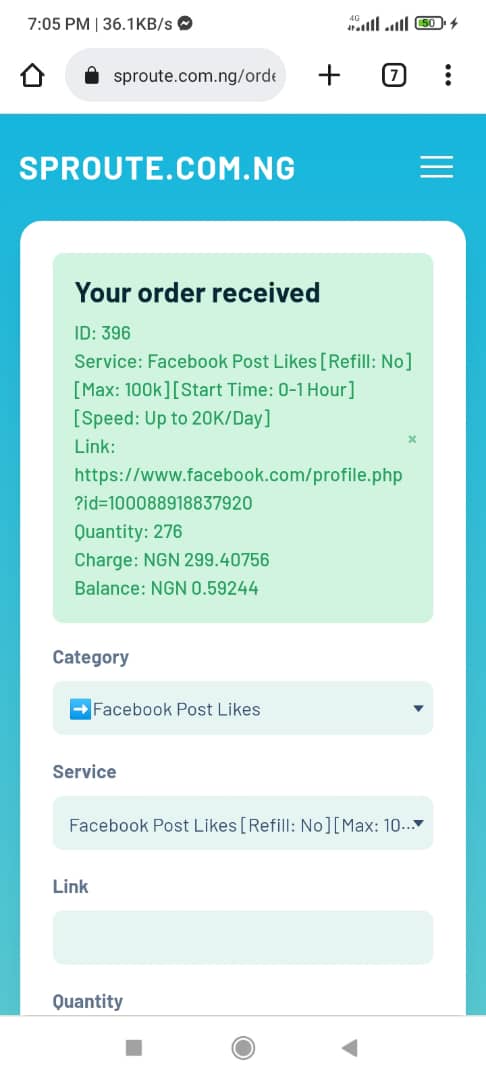 7:05 PM | 36.1KB/s
4G
50
sproute.com.ng/orde
7
SPROUTE.COM.NG
Your order received
ID: 396
Service: Facebook Post Likes [Refill: No]
[Max: 100k] [Start Time: 0-1 Hour]
[Speed: Up to 20K/Day]
Link:
https://www.facebook.com/profile.php
?id=100088918837920
Quantity: 276
Charge: NGN 299.40756
Balance: NGN 0.59244
×
Category
➡️Facebook Post Likes
Service
Facebook Post Likes [Refill: No] [Max: 10...
Link
Quantity